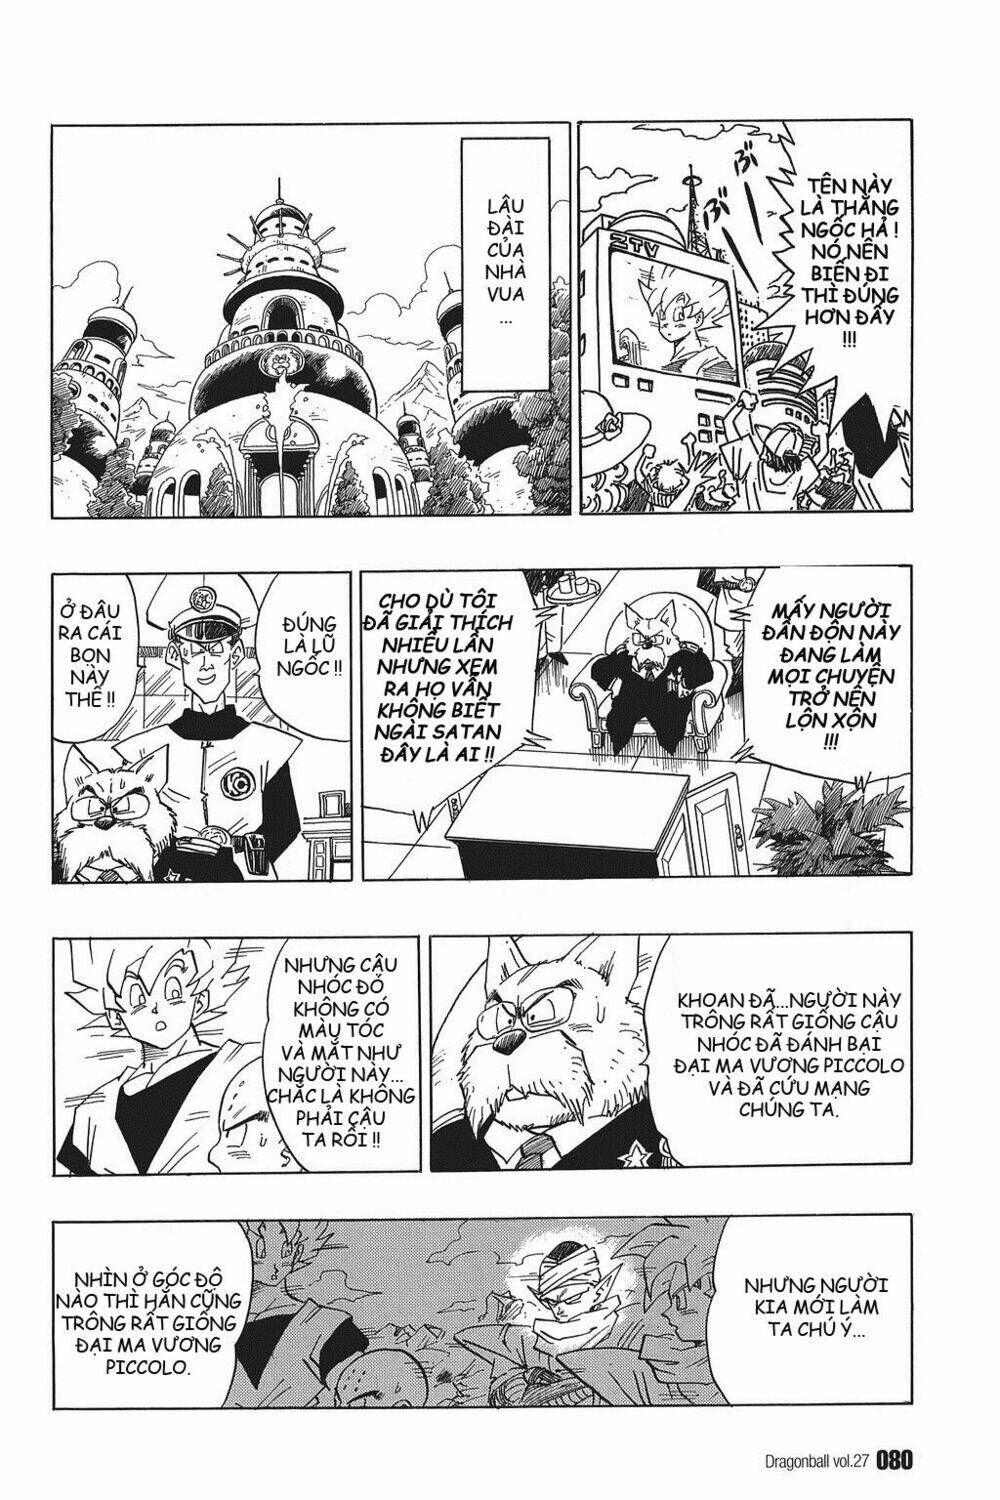 TÊN NÀY
LÀ THẰNG
NGỐC HẢ !
NÓ NÊN
BIẾN ĐI
THÌ ĐÚNG
HƠN ĐẤY
!!!
ぶー
ぶー
ZTV
LÂU
ĐÀI
CỦA
NHÀ
VUA
...
MẤY NGƯỜI
ĐẦN ĐỘN NÀY
ĐANG LÀM
MỌI CHUYỆN
TRỞ NÊN
LỘN XỘN
!!!
CHO DÙ TÔI
ĐÃ GIẢI THÍCH
NHIỀU LẦN
NHƯNG XEM
RA HỌ VẪN
KHÔNG BIẾT
NGÀI SATAN
ĐÂY LÀ AI !!
ĐÚNG
LÀ LŨ
NGỐC !!
Ở ĐÂU
RA CÁI
BỌN
NÀY
THẾ !!
KHOAN ĐÃ...NGƯỜI NÀY
TRÔNG RẤT GIỐNG CẬU
NHÓC ĐÃ ĐÁNH BẠI
ĐẠI MA VƯƠNG PICCOLO
VÀ ĐÃ CỨU MẠNG
CHÚNG TA.
NHƯNG CẬU
NHÓC ĐÓ
KHÔNG CÓ
MÀU TÓC
VÀ MẮT NHƯ
NGƯỜI NÀY...
CHẮC LÀ KHÔNG
PHẢI CẬU
TA RỒI !!
NHƯNG NGƯỜI
KIA MỚI LÀM
TA CHÚ Ý...
NHÌN Ở GÓC ĐỘ
NÀO THÌ HẮN CŨNG
TRÔNG RẤT GIỐNG
ĐẠI MA VƯƠNG
PICCOLO.
Dragonball vol.27 080